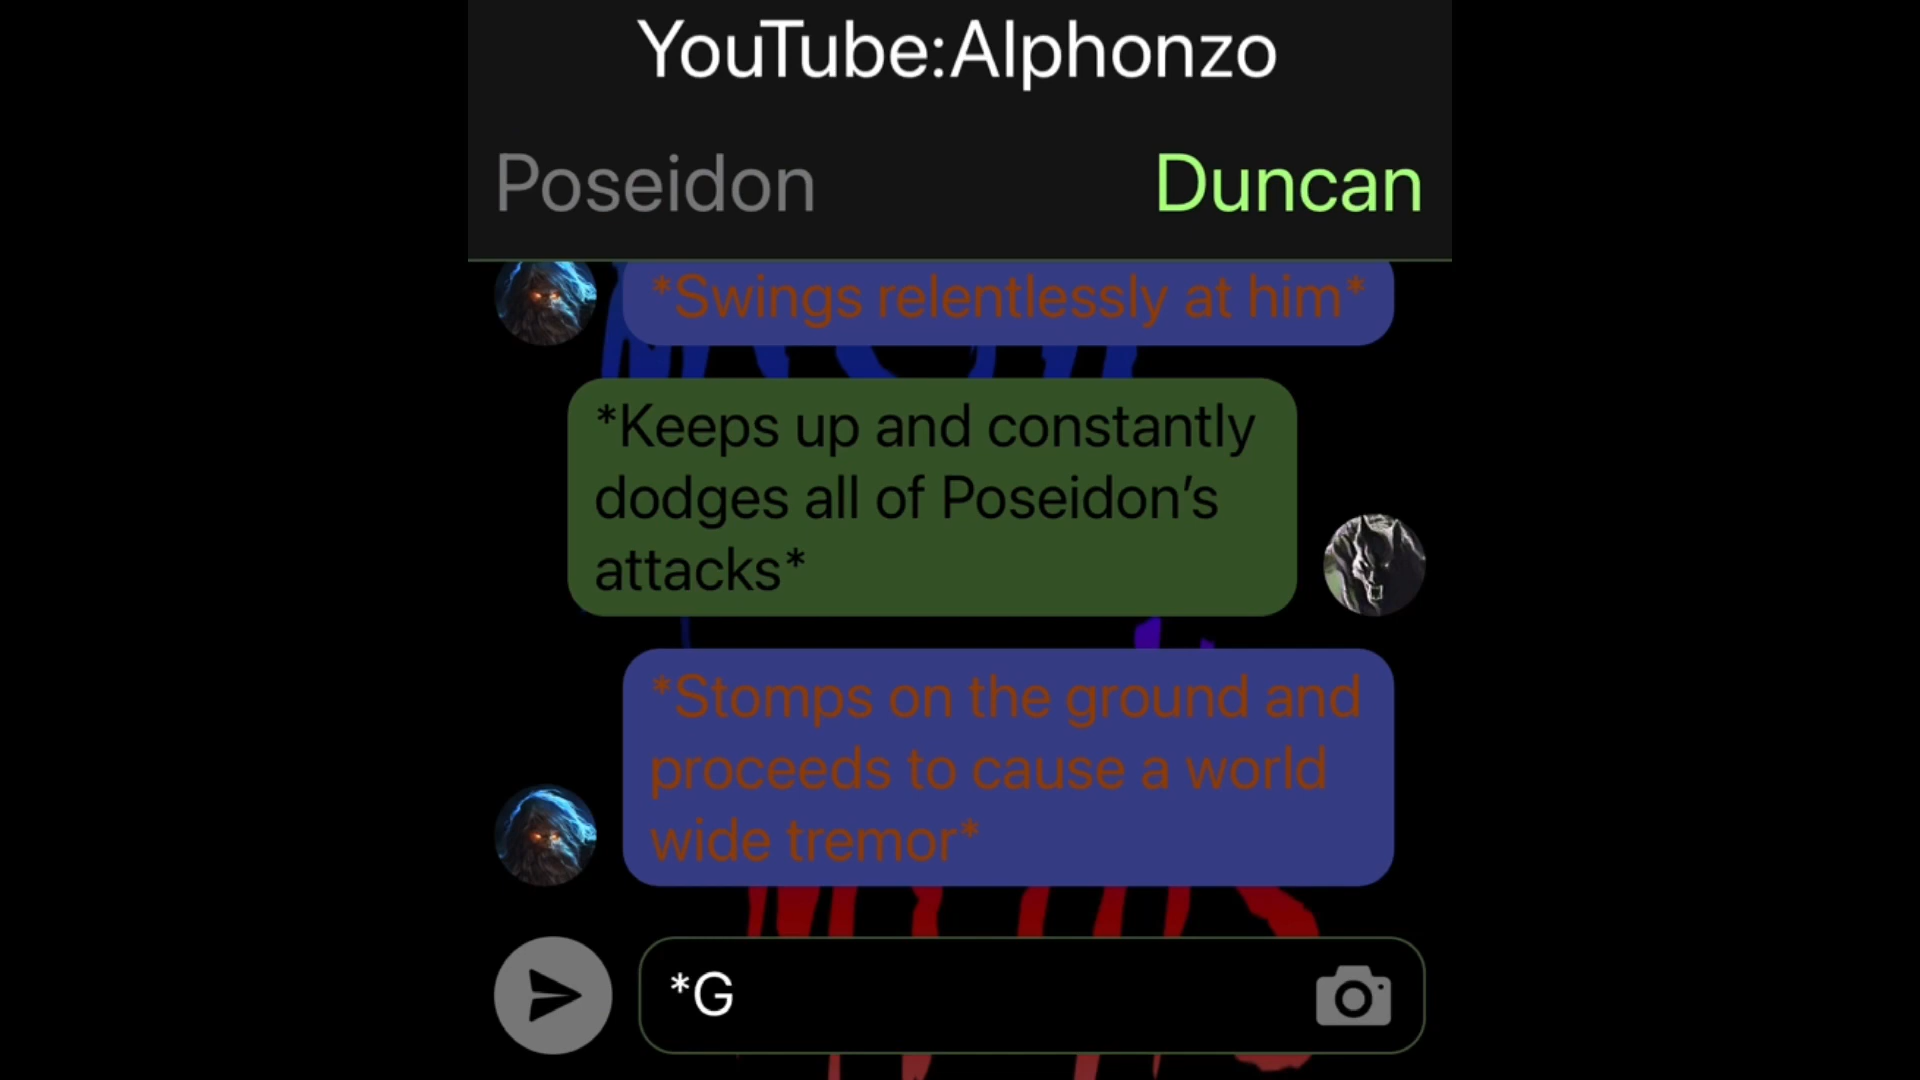 YouTube:Alphonzo
Poseidon
Duncan
*Swings relentlessly at him*
*Keeps up and constantly
dodges all of Poseidon’s
attacks*
*Stomps on the ground and
proceeds to cause a world
wide tremor*
*G